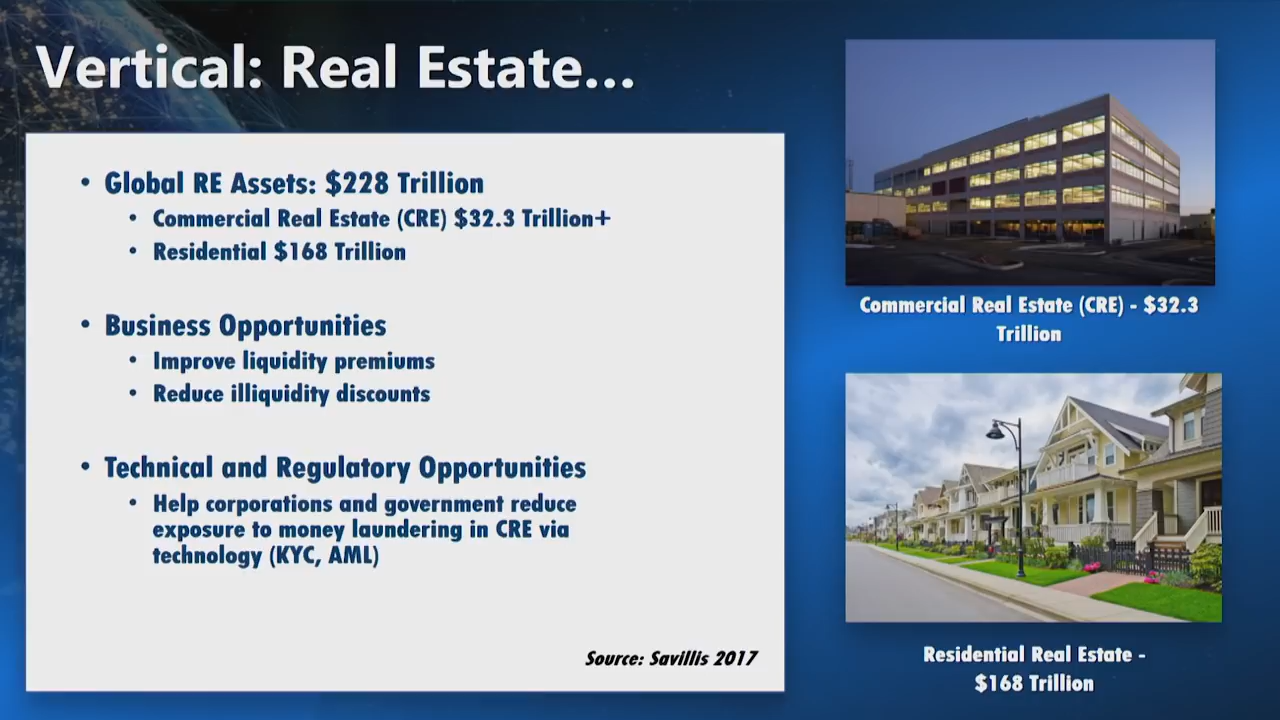 Vertical: Real Estate...
• Global RE Assets: $228 Trillion
• Commercial Real Estate (CRE) $32.3 Trillion+
• Residential $168 Trillion
• Business Opportunities
• Improve liquidity premiums
• Reduce illiquidity discounts
• Technical and Regulatory Opportunities
• Help corporations and government reduce
exposure to money laundering in CRE via
technology (KYC, AML)
Source: Savillis 2017
Commercial Real Estate (CRE) - $32.3
Trillion
Residential Real Estate -
$168 Trillion